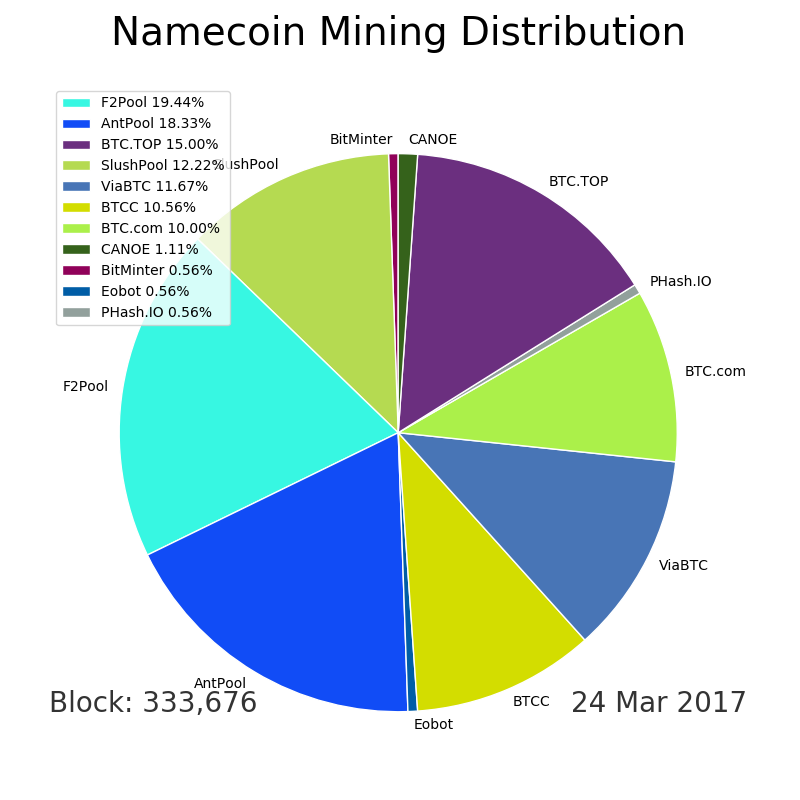 Namecoin Mining Distribution
F2Pool 19.44%
AntPool 18.33%
BTC.TOP 15.00%
SlushPool 12.22%
ViaBTC 11.67%
BTCC 10.56%
BTC.com 10.00%
CANOE 1.11%
BitMinter 0.56%
Eobot 0.56%
PHash.IO 0.56%
BitMinter
CANOE
SlushPool
BTC.TOP
PHash.IO
BTC.com
F2Pool
ViaBTC
AntPool
BTCC
Eobot
Block: 333,676
24 Mar 2017